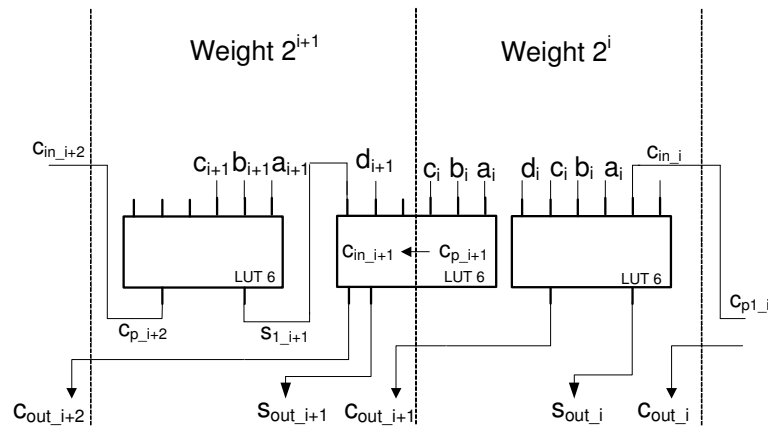 Weight 2^{i+1} Weight 2^i
c_{in_i+2} c_{i+1} b_{i+1} a_{i+1} d_{i+1} c_i b_i a_i d_i c_i b_i a_i c_{in_i}
c_{in_i+1} c_{p_i+1}
LUT 6 LUT 6 LUT 6
c_{p_i+2} s_{1_i+1} c_{p1_i}
c_{out_i+2} s_{out_i+1} c_{out_i+1} s_{out_i} c_{out_i}